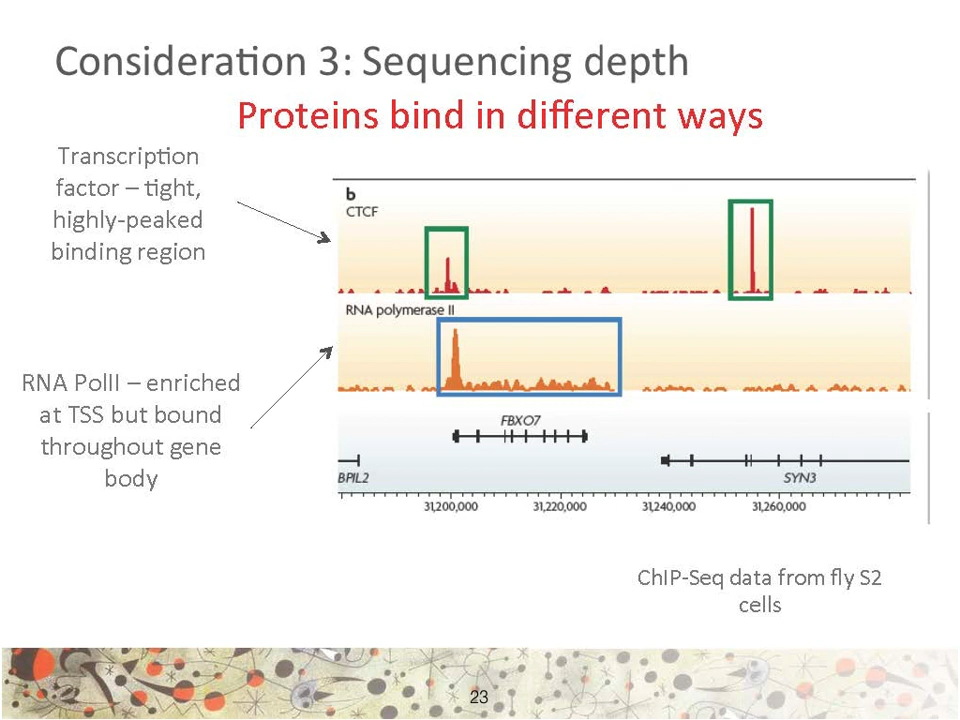 Consideration 3: Sequencing depth
Proteins bind in different ways
Transcription
factor – tight,
highly-peaked
binding region
b
CTCF
RNA polymerase II
RNA PolII – enriched
at TSS but bound
throughout gene
body
FBXO7
BPIL2
SYN3
31,200,000 31,220,000 31,240,000 31,260,000
ChIP-Seq data from fly S2
cells
23